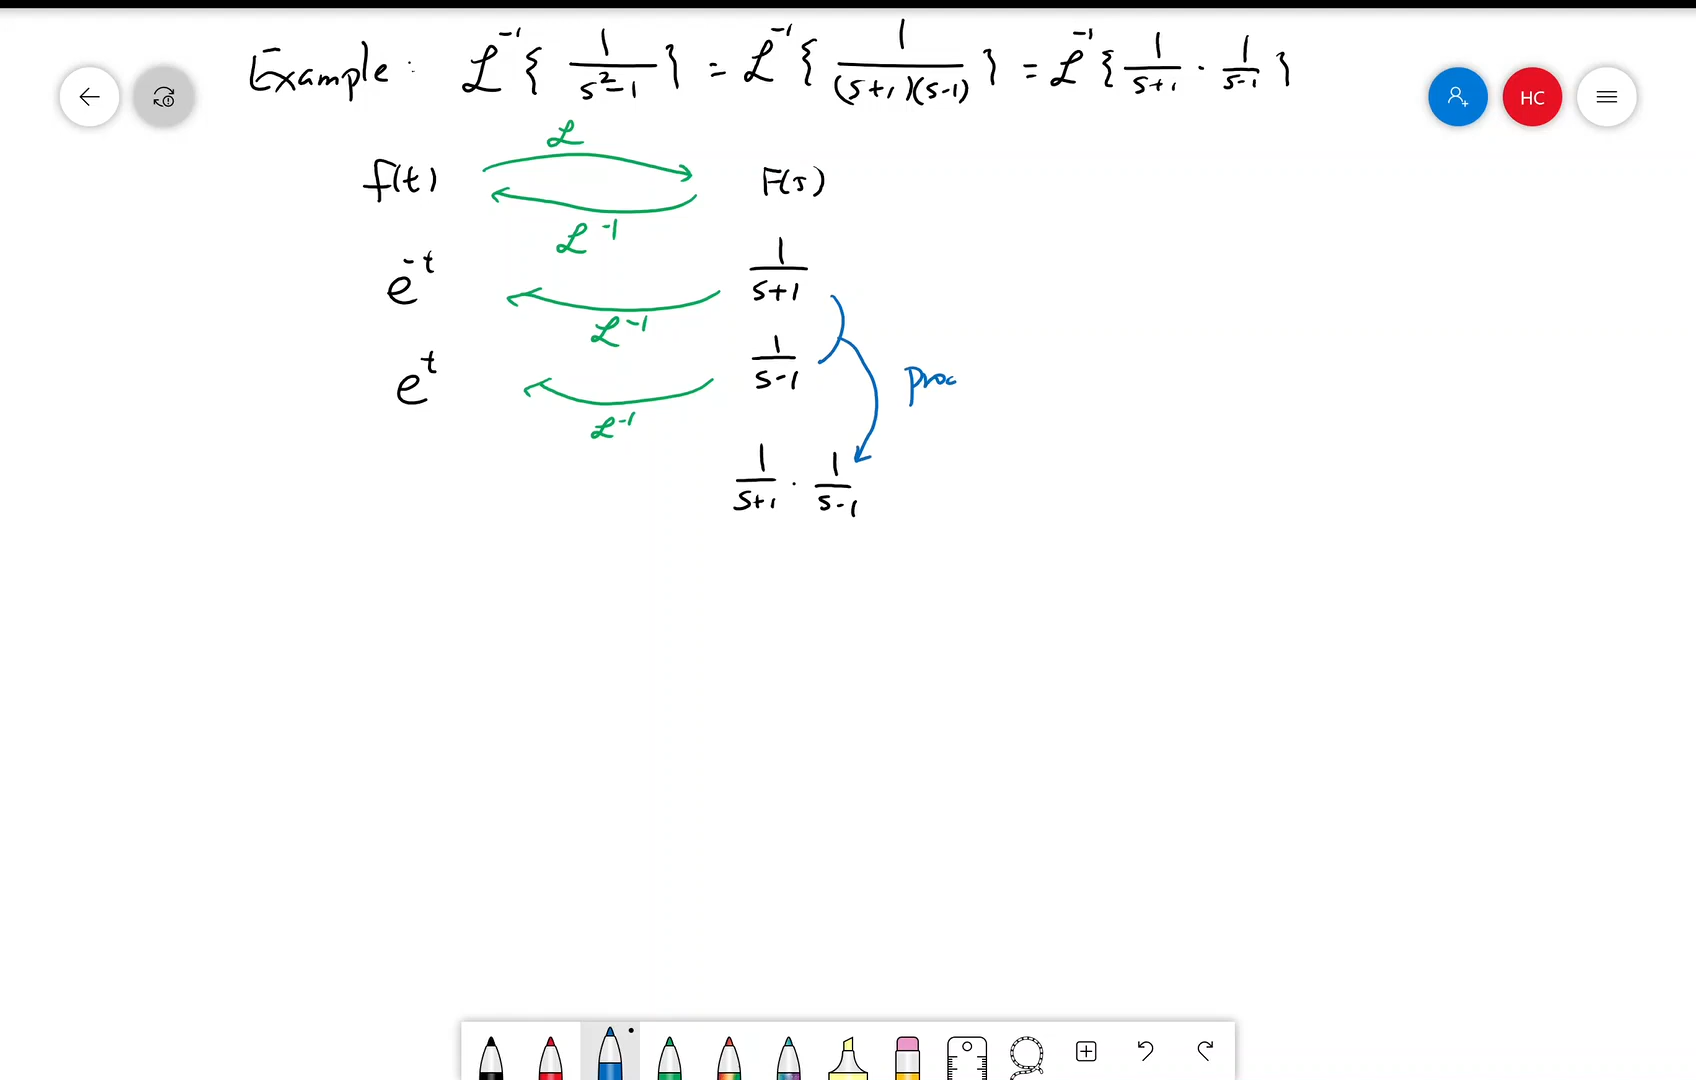 Example: ℒ⁻¹{ 1/(s²-1) } = ℒ⁻¹{ 1/((s+1)(s-1)) } = ℒ⁻¹{ 1/(s+1) · 1/(s-1) }
HC
ℒ
f(t) F(s)
ℒ⁻¹
e⁻ᵗ 1/(s+1)
ℒ⁻¹
eᵗ 1/(s-1)
proc
ℒ⁻¹
1/(s+1) · 1/(s-1)